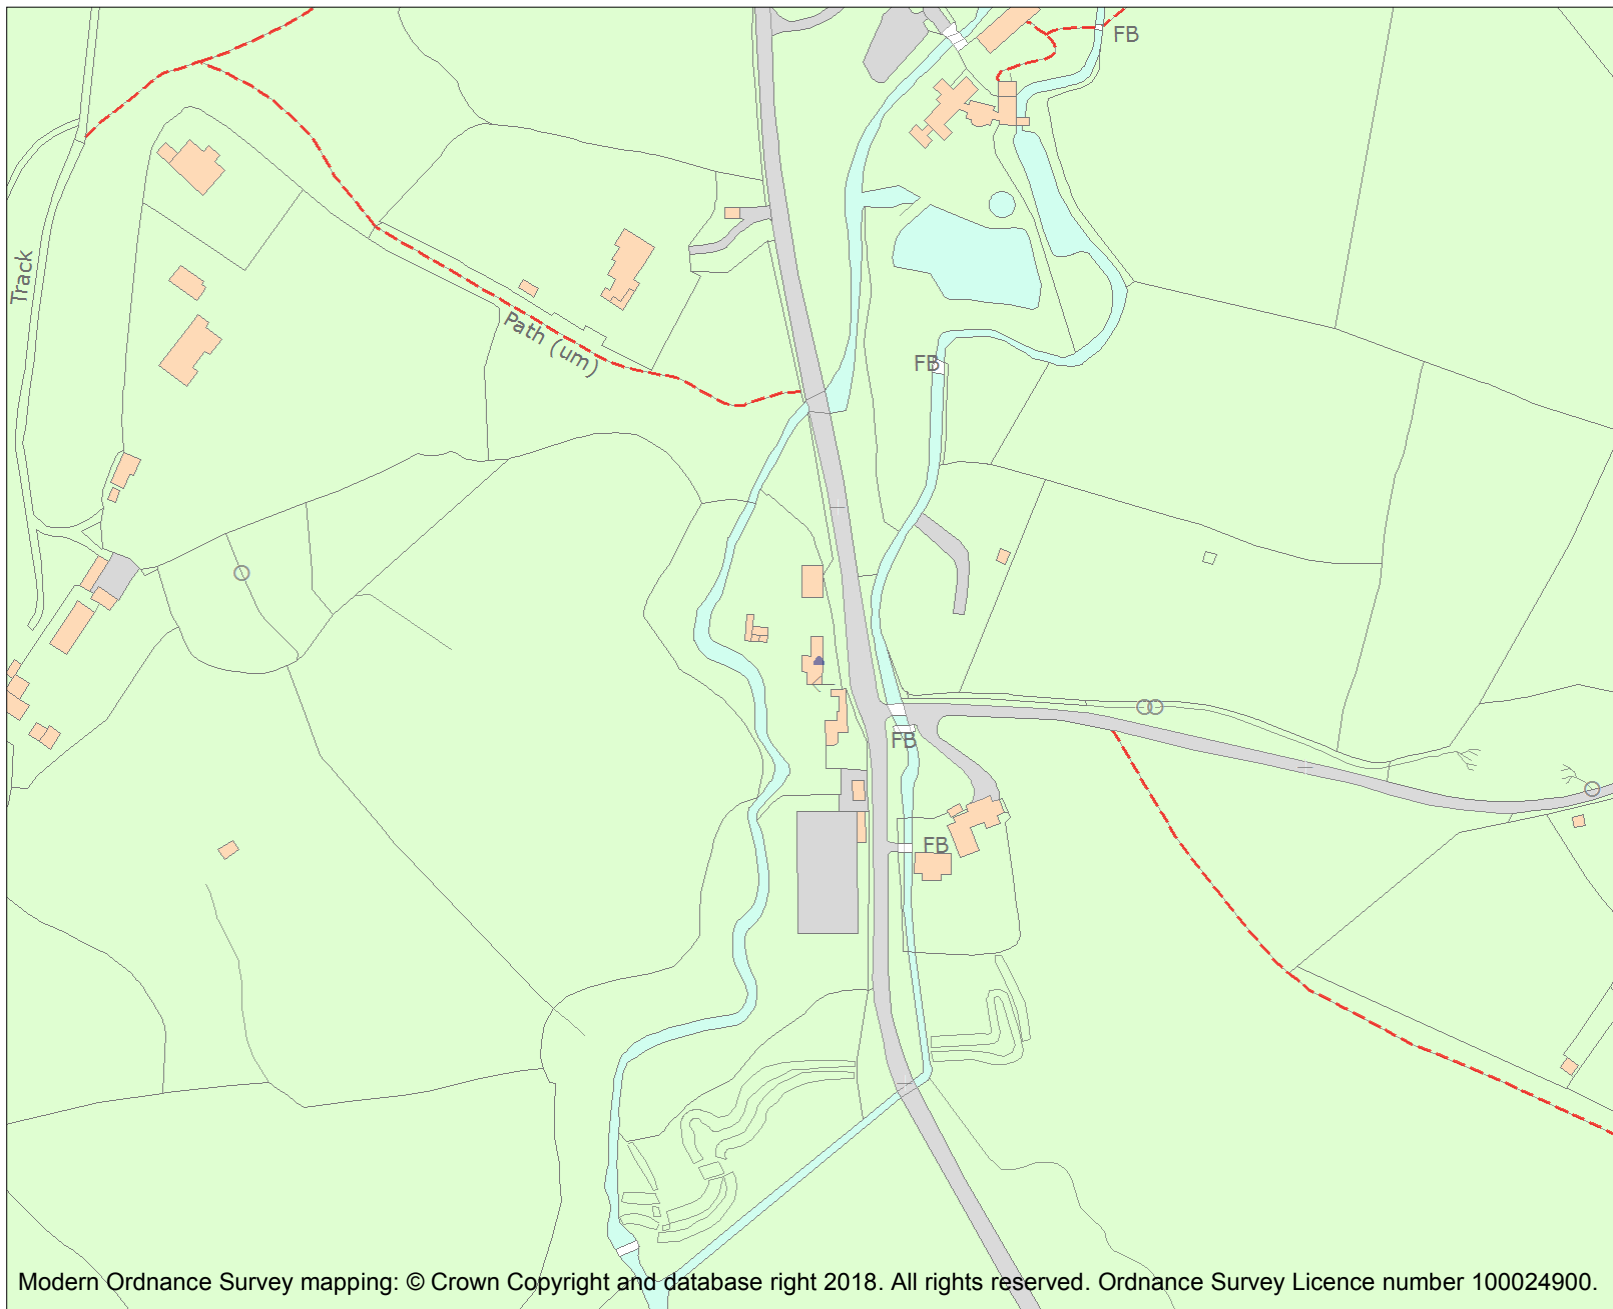 FB
Track
Path (um)
FB
FB
FB
Modern Ordnance Survey mapping: © Crown Copyright and database right 2018. All rights reserved. Ordnance Survey Licence number 100024900.